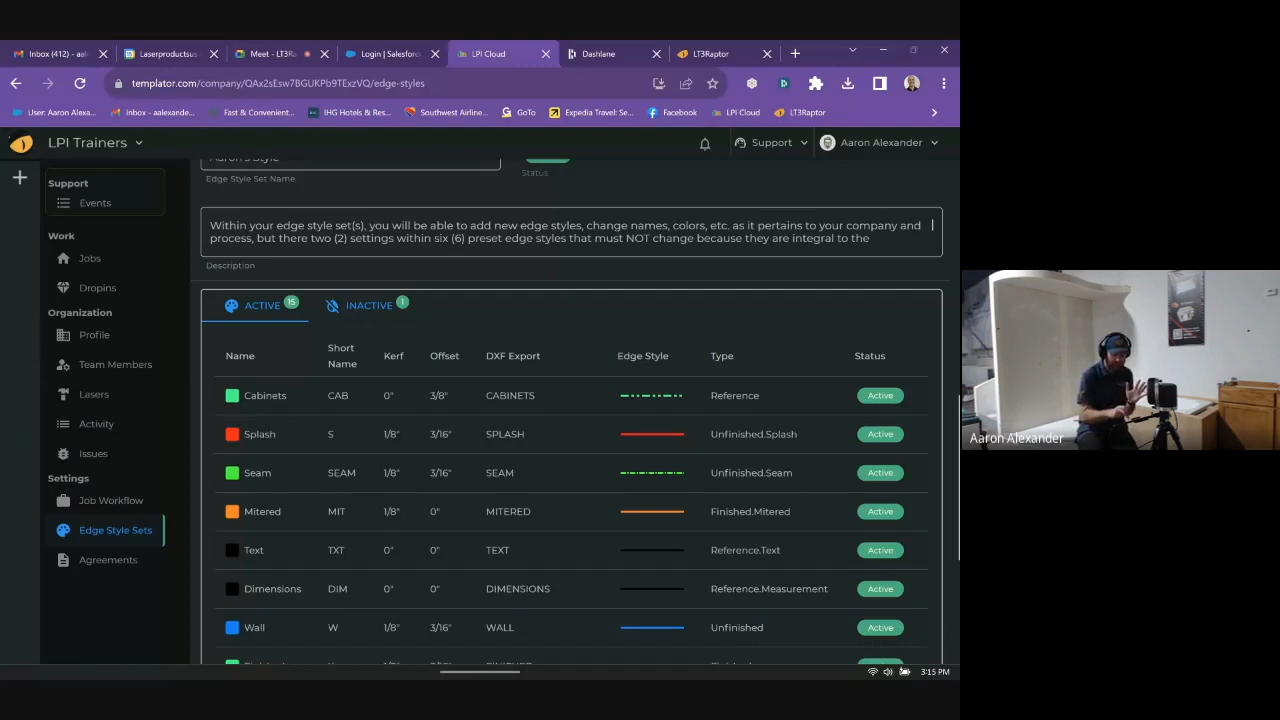 Inbox (412) - aal
Laserproductsus
Meet - LT3Ra
Login | Salesforc
LPI Cloud
Dashlane
LT3Raptor
templator.com/company/QAx2sEsw7BGUKPb9TExzVQ/edge-styles
User: Aaron Alexa...
Inbox - aalexande...
Fast & Convenient...
IHG Hotels & Res...
Southwest Airline...
GoTo
Expedia Travel: Se...
Facebook
LPI Cloud
LT3Raptor
LPI Trainers
Support
Aaron Alexander
Support
Events
Work
Jobs
Dropins
Organization
Profile
Team Members
Lasers
Activity
Issues
Settings
Job Workflow
Edge Style Sets
Agreements
Aaron's Style
Edge Style Set Name
Status
Within your edge style set(s), you will be able to add new edge styles, change names, colors, etc. as it pertains to your company and
process, but there two (2) settings within six (6) preset edge styles that must NOT change because they are integral to the
Description
ACTIVE 15 INACTIVE 1
Name Short Name Kerf Offset DXF Export Edge Style Type Status
Cabinets CAB 0" 3/8" CABINETS Reference Active
Splash S 1/8" 3/16" SPLASH Unfinished.Splash Active
Seam SEAM 1/8" 3/16" SEAM Unfinished.Seam Active
Mitered MIT 1/8" 0" MITERED Finished.Mitered Active
Text TXT 0" 0" TEXT Reference.Text Active
Dimensions DIM 0" 0" DIMENSIONS Reference.Measurement Active
Wall W 1/8" 3/16" WALL Unfinished Active
3:15 PM
Aaron Alexander